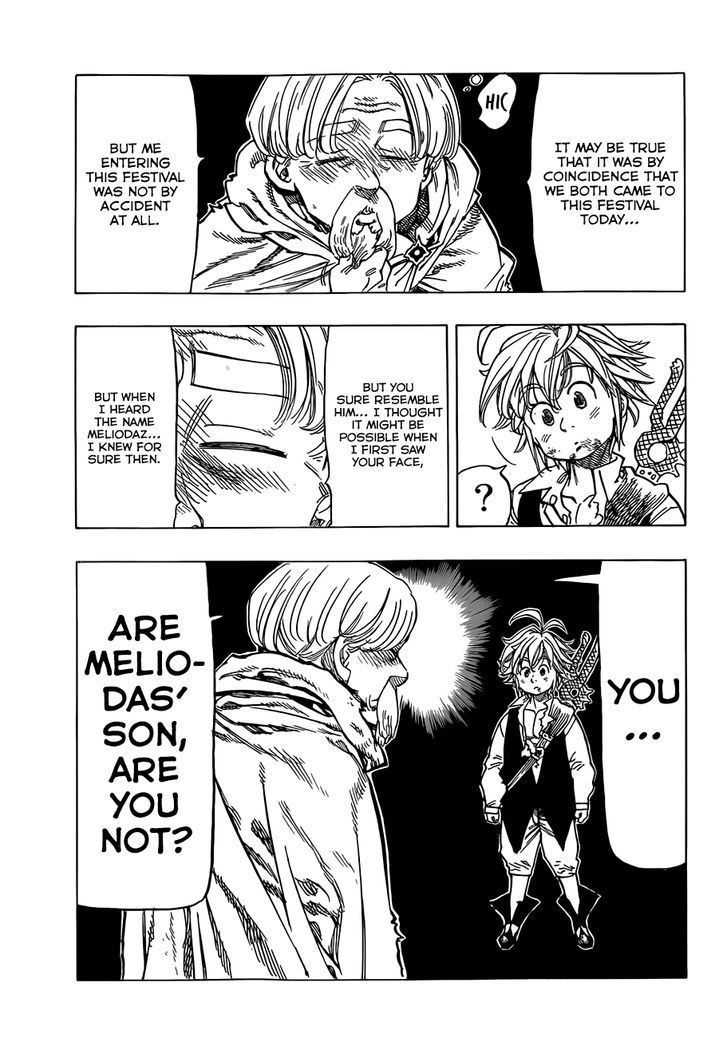 HIC
IT MAY BE TRUE
THAT IT WAS BY
COINCIDENCE THAT
WE BOTH CAME TO
THIS FESTIVAL
TODAY...
BUT ME
ENTERING
THIS FESTIVAL
WAS NOT BY
ACCIDENT
AT ALL.
?
BUT YOU
SURE RESEMBLE
HIM... I THOUGHT
IT MIGHT BE
POSSIBLE WHEN
I FIRST SAW
YOUR FACE,
BUT WHEN
I HEARD
THE NAME
MELIODAZ...
I KNEW FOR
SURE THEN.
YOU
...
ARE
MELIO-
DAS'
SON,
ARE
YOU
NOT?